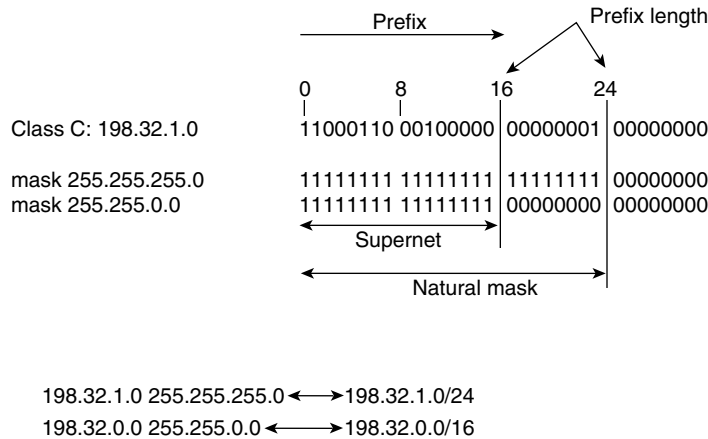 Prefix
Prefix length
0 8 16 24
Class C: 198.32.1.0 11000110 00100000 00000001 00000000
mask 255.255.255.0 11111111 11111111 11111111 00000000
mask 255.255.0.0 11111111 11111111 00000000 00000000
Supernet
Natural mask
198.32.1.0 255.255.255.0 198.32.1.0/24
198.32.0.0 255.255.0.0 198.32.0.0/16